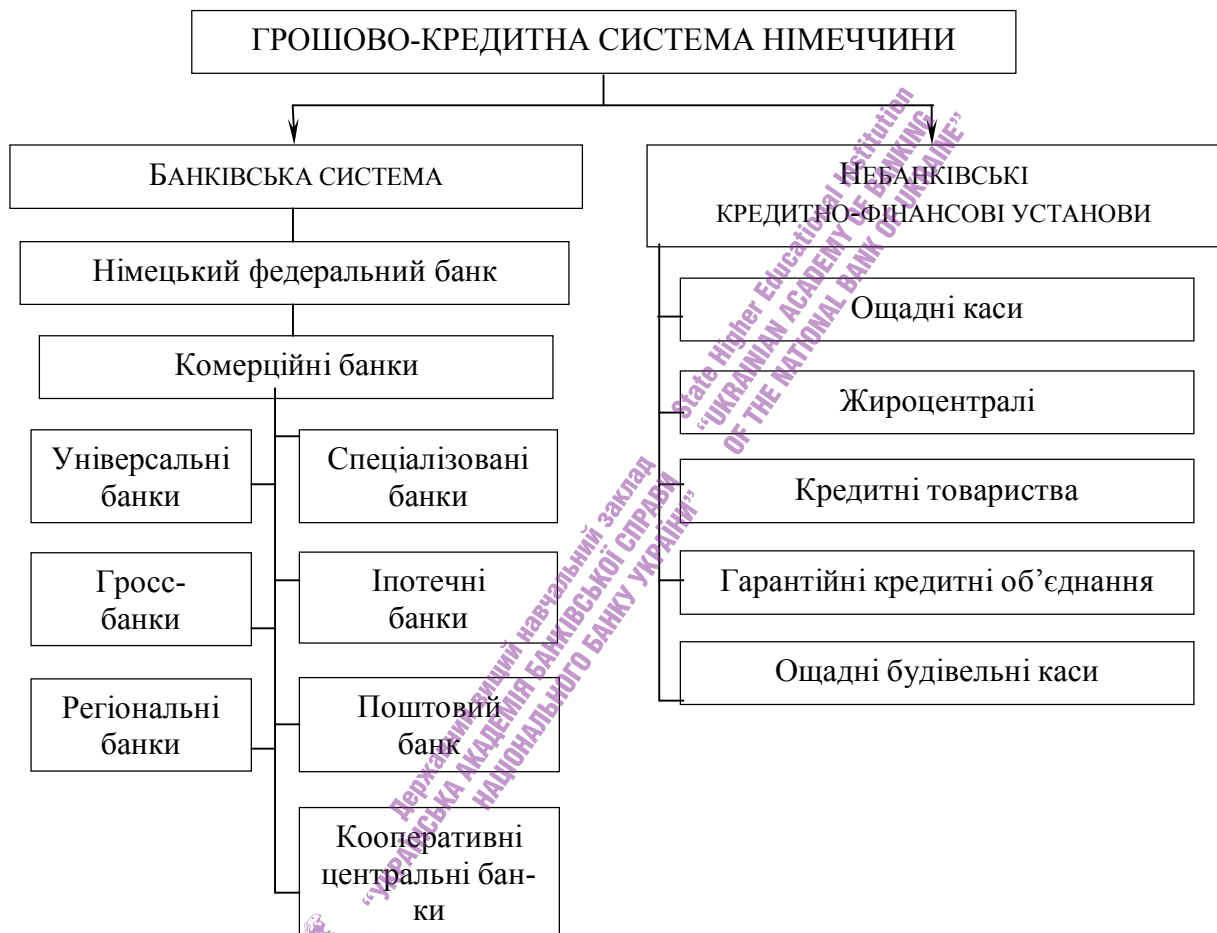 ГРОШОВО-КРЕДИТНА СИСТЕМА НІМЕЧЧИНИ
БАНКІВСЬКА СИСТЕМА
Німецький федеральний банк
Комерційні банки
Універсальні
банки
Спеціалізовані
банки
Гросс-
банки
Іпотечні
банки
Регіональні
банки
Поштовий
банк
Кооперативні
центральні бан-
ки
НЕБАНКІВСЬКІ
КРЕДИТНО-ФІНАНСОВІ УСТАНОВИ
Ощадні каси
Жироцентралі
Кредитні товариства
Гарантійні кредитні об’єднання
Ощадні будівельні каси
Державний вищий навчальний заклад
“УКРАЇНСЬКА АКАДЕМІЯ БАНКІВСЬКОЇ СПРАВИ
НАЦІОНАЛЬНОГО БАНКУ УКРАЇНИ”
State Higher Educational Institution
“UKRAINIAN ACADEMY OF BANKING
OF THE NATIONAL BANK OF UKRAINE”